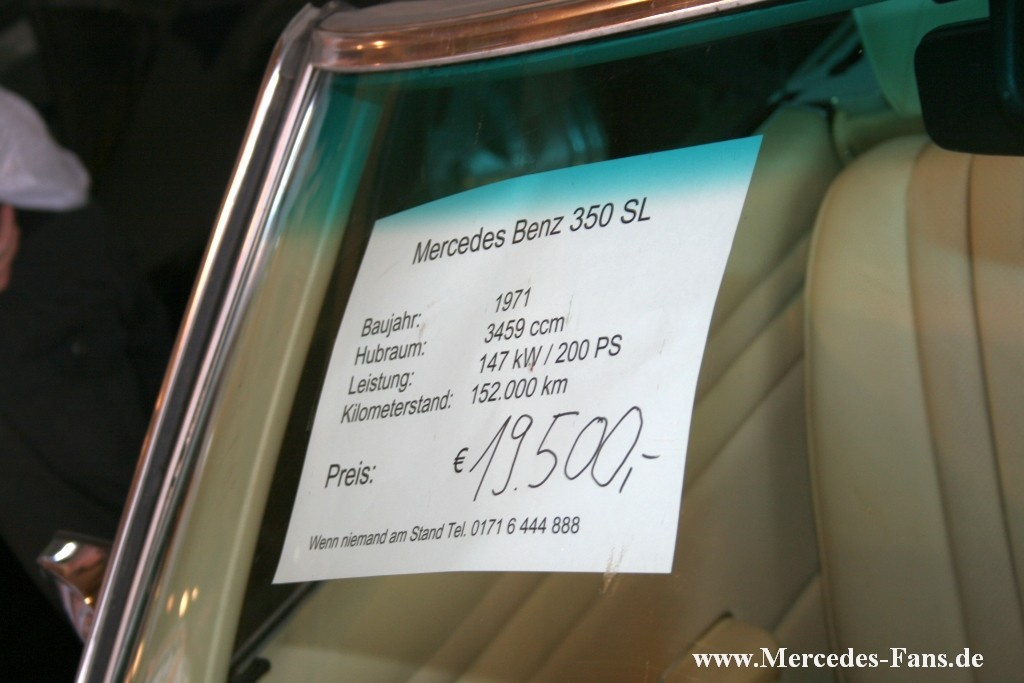 Mercedes Benz 350 SL
Baujahr: 1971
Hubraum: 3459 ccm
Leistung: 147 kW / 200 PS
Kilometerstand: 152.000 km
Preis: € 19.500,-
Wenn niemand am Stand Tel. 0171 6 444 888
www.Mercedes-Fans.de